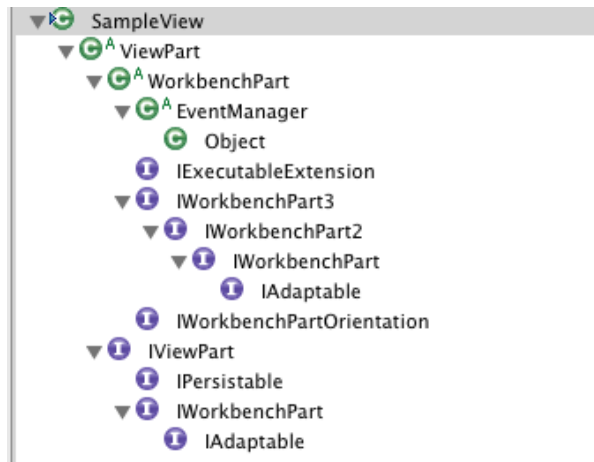 SampleView
ViewPart
WorkbenchPart
EventManager
Object
IExecutableExtension
IWorkbenchPart3
IWorkbenchPart2
IWorkbenchPart
IAdaptable
IWorkbenchPartOrientation
IViewPart
IPersistable
IWorkbenchPart
IAdaptable